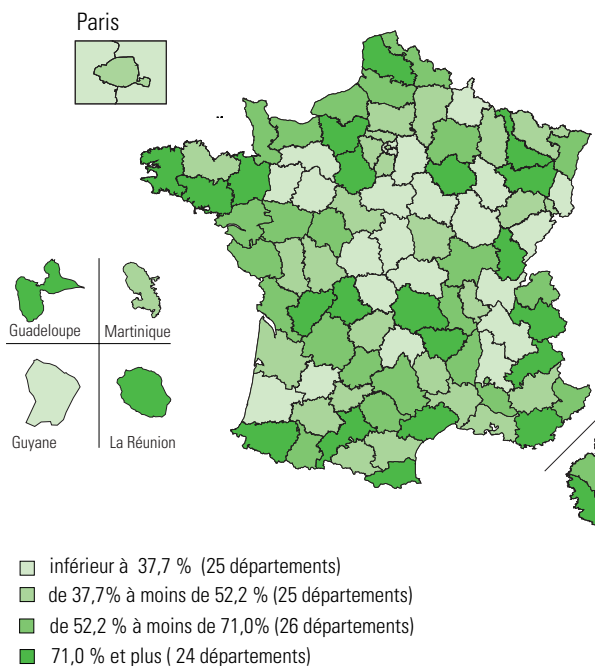 Paris
Guadeloupe
Martinique
Guyane
La Réunion
inférieur à 37,7 % (25 départements)
de 37,7% à moins de 52,2 % (25 départements)
de 52,2 % à moins de 71,0% (26 départements)
71,0 % et plus ( 24 départements)